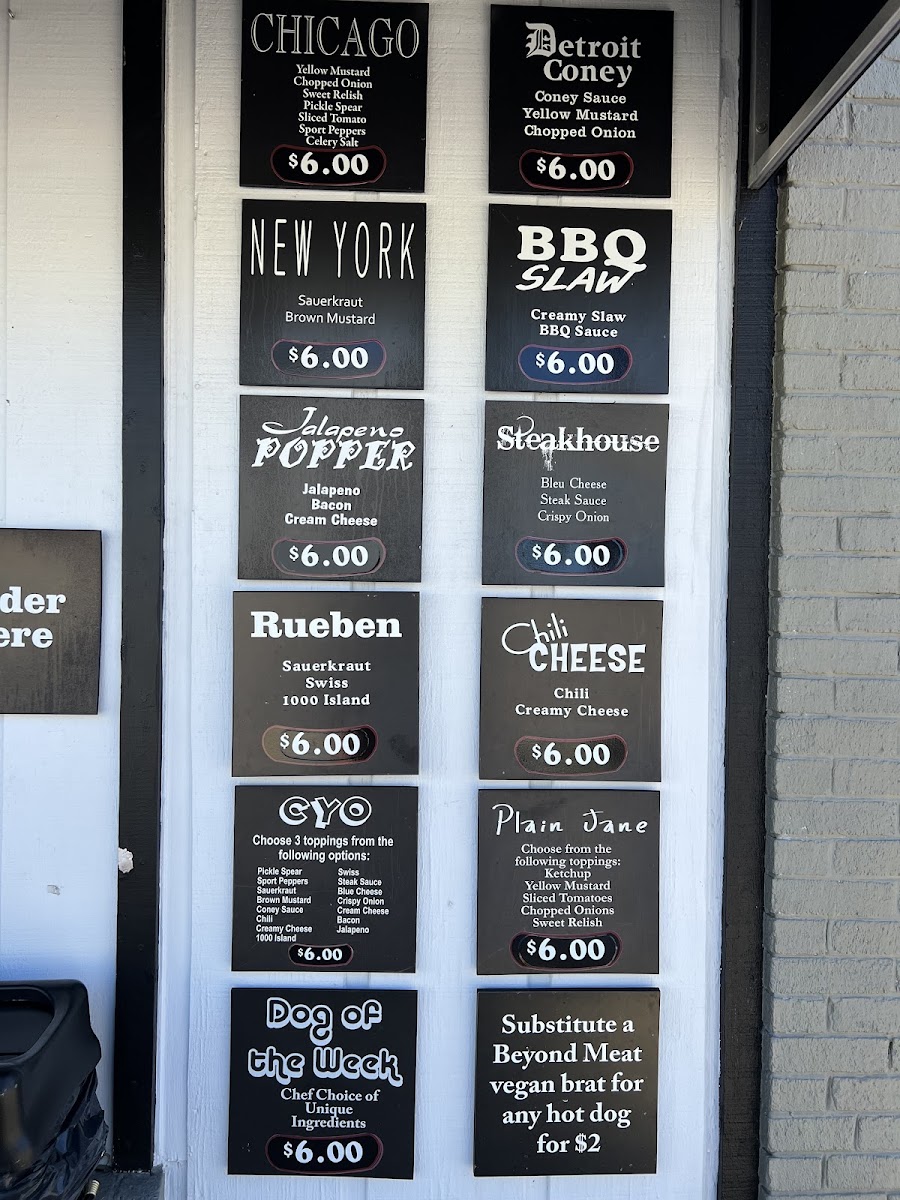 CHICAGO
Yellow Mustard
Chopped Onion
Sweet Relish
Pickle Spear
Sliced Tomato
Sport Peppers
Celery Salt
$6.00
Detroit
Coney
Coney Sauce
Yellow Mustard
Chopped Onion
$6.00
NEW YORK
Sauerkraut
Brown Mustard
$6.00
BBQ
SLAW
Creamy Slaw
BBQ Sauce
$6.00
Jalapeno
POPPER
Jalapeno
Bacon
Cream Cheese
$6.00
Steakhouse
Bleu Cheese
Steak Sauce
Crispy Onion
$6.00
der
ere
Rueben
Sauerkraut
Swiss
1000 Island
$6.00
Chili
CHEESE
Chili
Creamy Cheese
$6.00
CYO
Choose 3 toppings from the
following options:
Pickle Spear
Sport Peppers
Sauerkraut
Brown Mustard
Coney Sauce
Chili
Creamy Cheese
1000 Island
Swiss
Steak Sauce
Blue Cheese
Crispy Onion
Cream Cheese
Bacon
Jalapeno
$6.00
Plain Jane
Choose from the
following toppings:
Ketchup
Yellow Mustard
Sliced Tomatoes
Chopped Onions
Sweet Relish
$6.00
Dog of
the Week
Chef Choice of
Unique
Ingredients
$6.00
Substitute a
Beyond Meat
vegan brat for
any hot dog
for $2